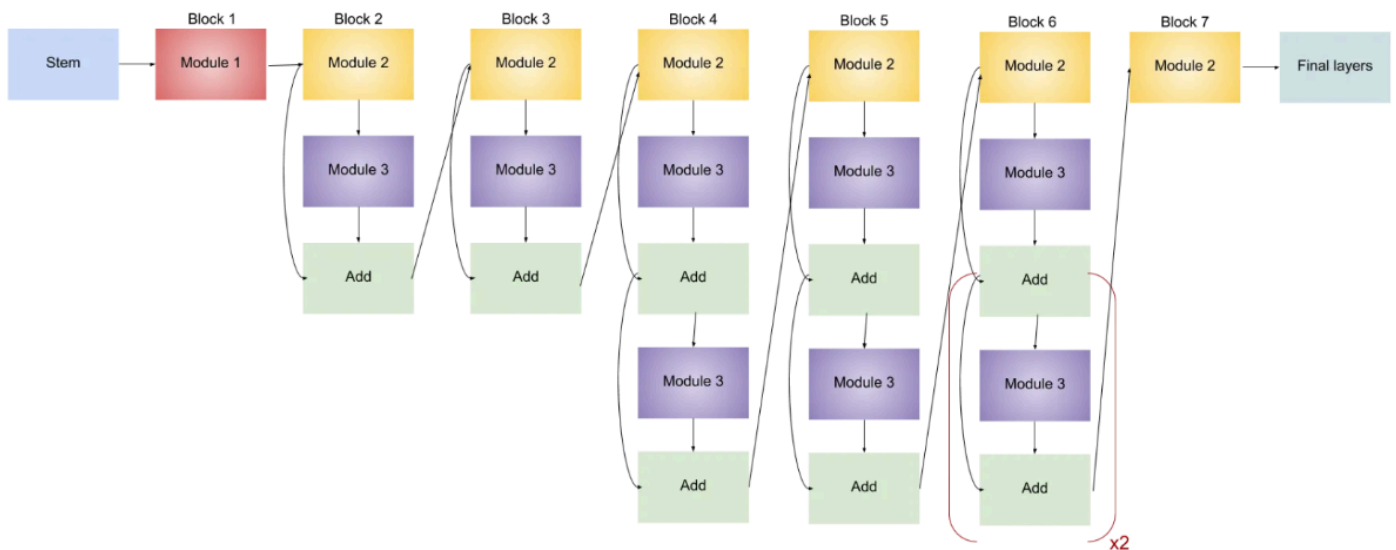 Block 1
Block 2
Block 3
Block 4
Block 5
Block 6
Block 7
Stem
Module 1
Module 2
Module 2
Module 2
Module 2
Module 2
Module 2
Final layers
Module 3
Module 3
Module 3
Module 3
Module 3
Add
Add
Add
Add
Add
Module 3
Module 3
Module 3
Add
Add
Add
x2